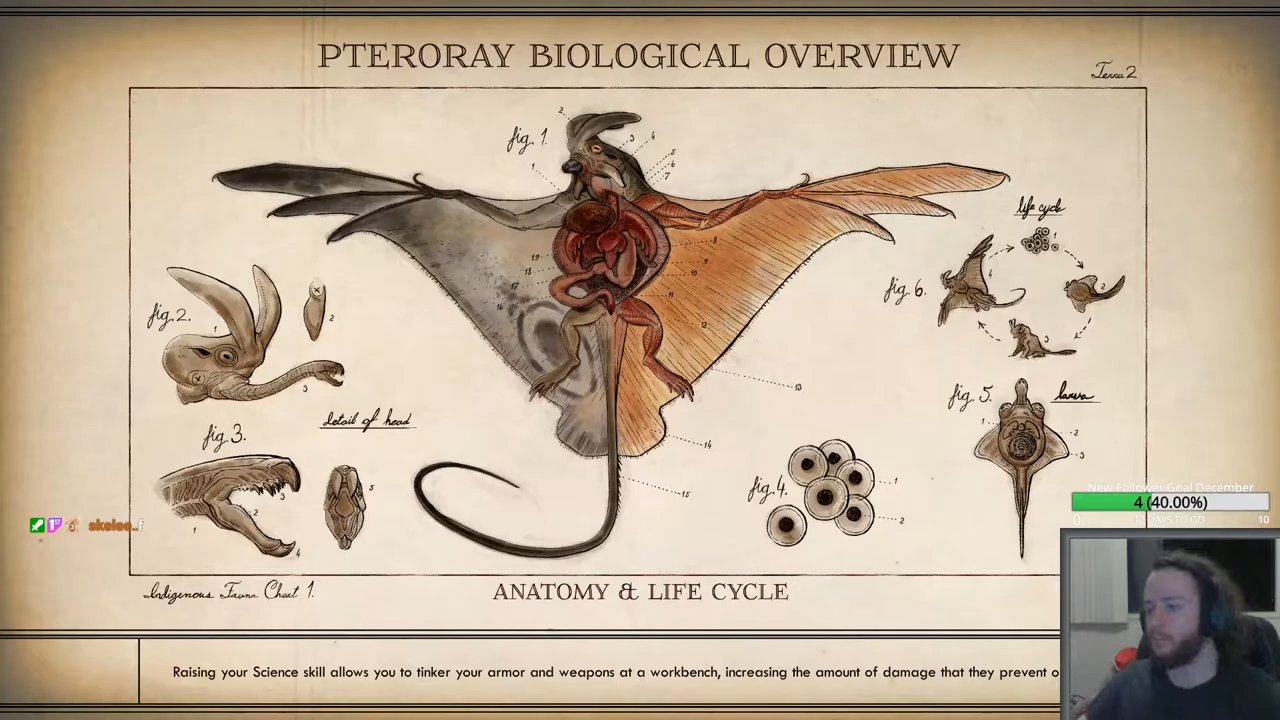 PTERORAY BIOLOGICAL OVERVIEW
Terra 2
fig. 1.
life cycle
fig. 6.
fig. 2.
fig. 5.
larva
detail of head
fig. 3.
fig. 4.
New Follower Goal December
4 (40.00%)
0
10
skelee_f
Indigenous Fauna Chart 1.
ANATOMY & LIFE CYCLE
Raising your Science skill allows you to tinker your armor and weapons at a workbench, increasing the amount of damage that they prevent o